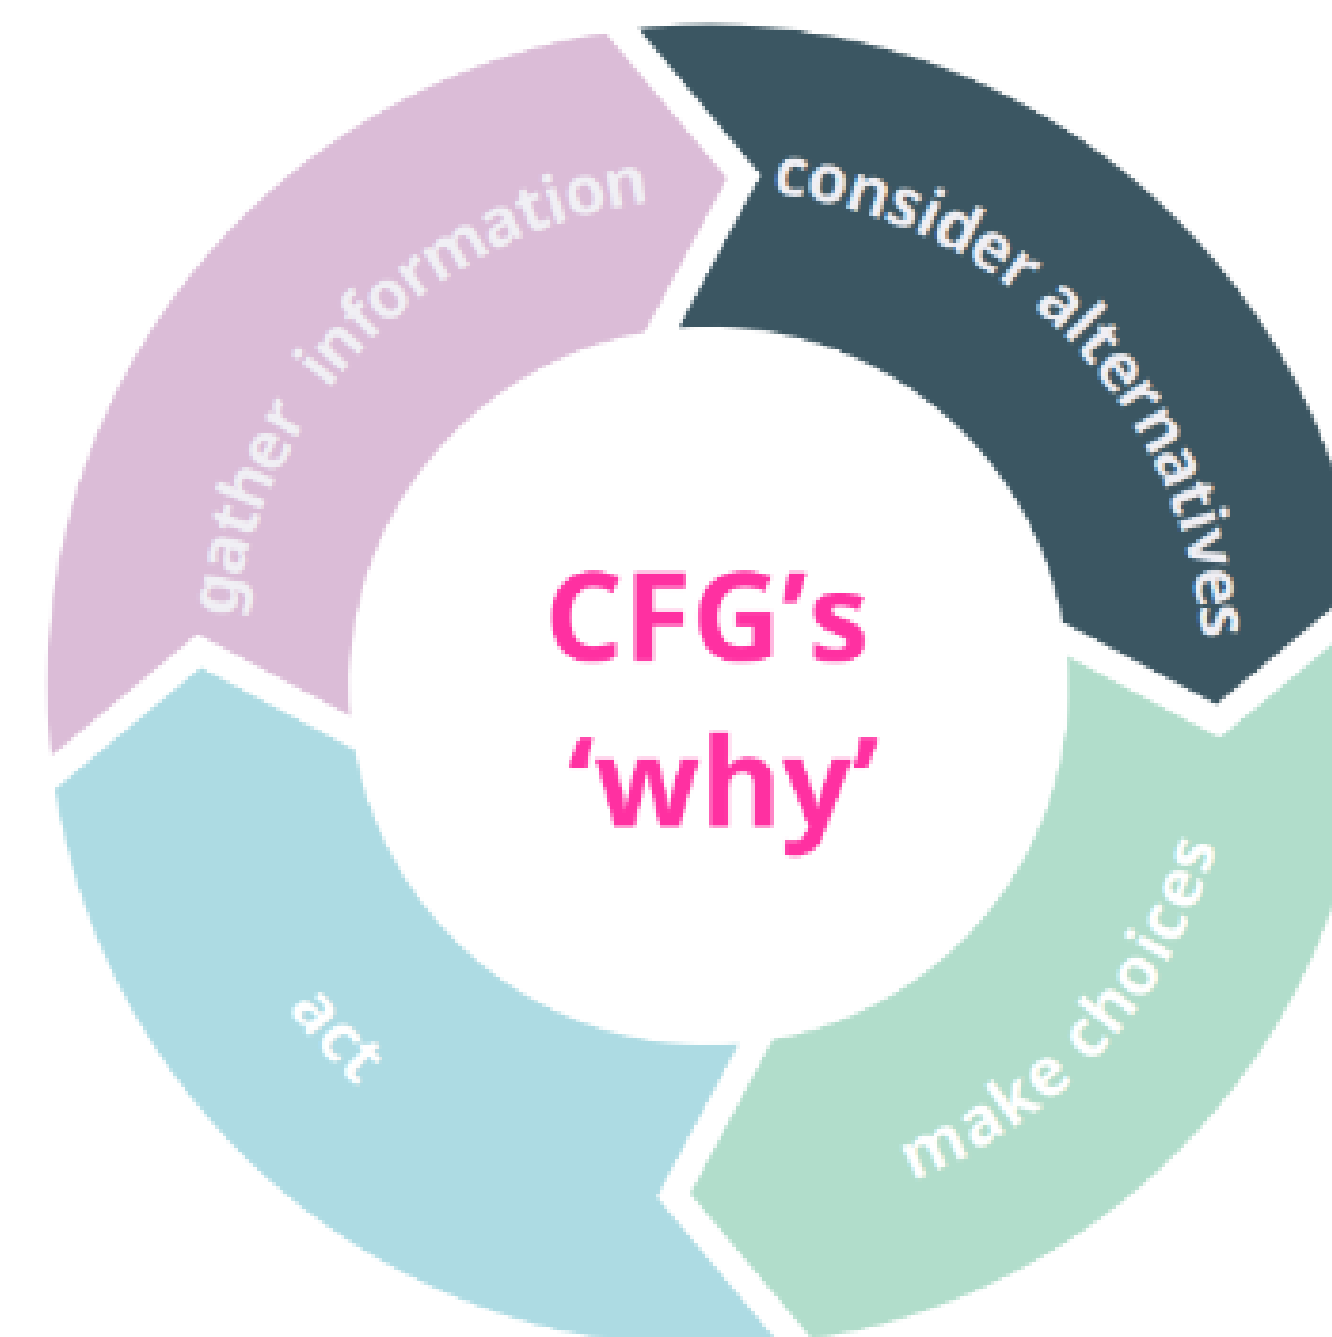 gather information
consider alternatives
CFG’s
‘why’
make choices
act